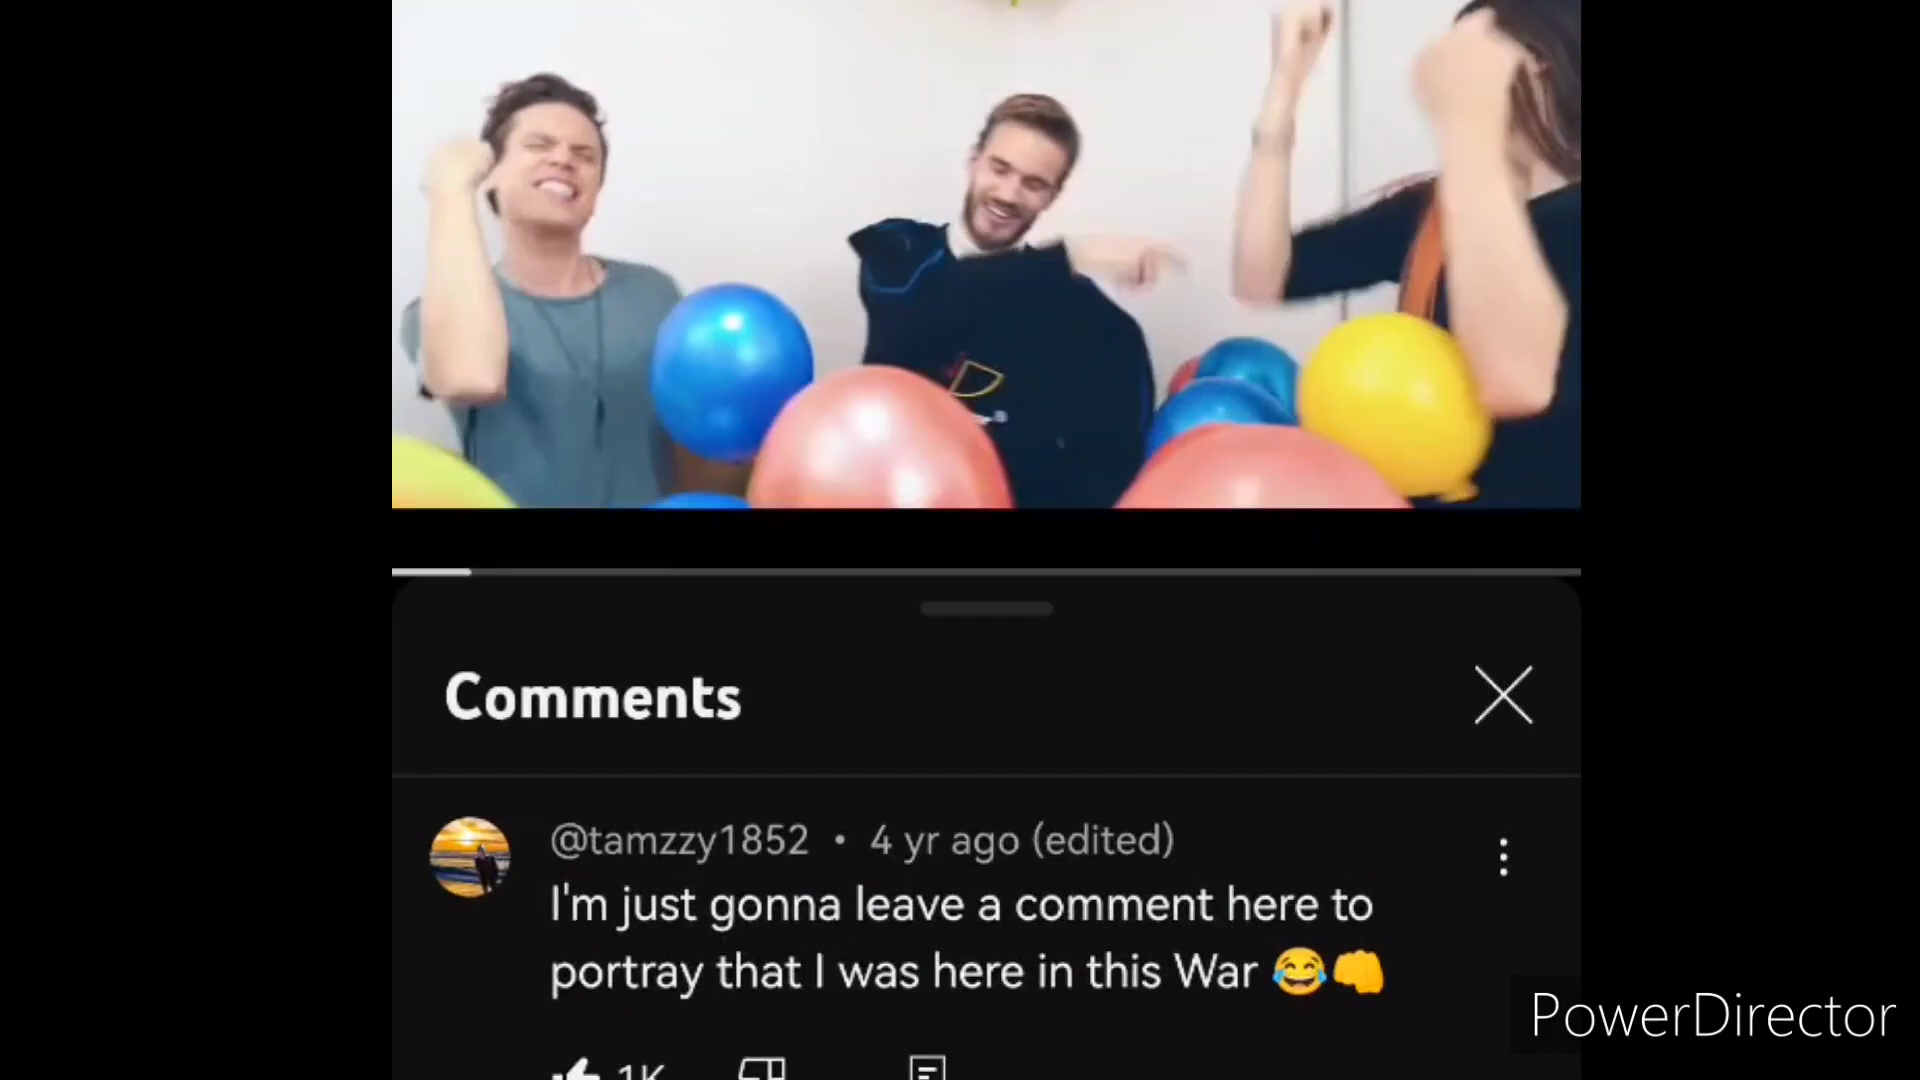 Comments
@tamzzy1852 • 4 yr ago (edited)
I'm just gonna leave a comment here to
portray that I was here in this War 😂👊
1K
PowerDirector